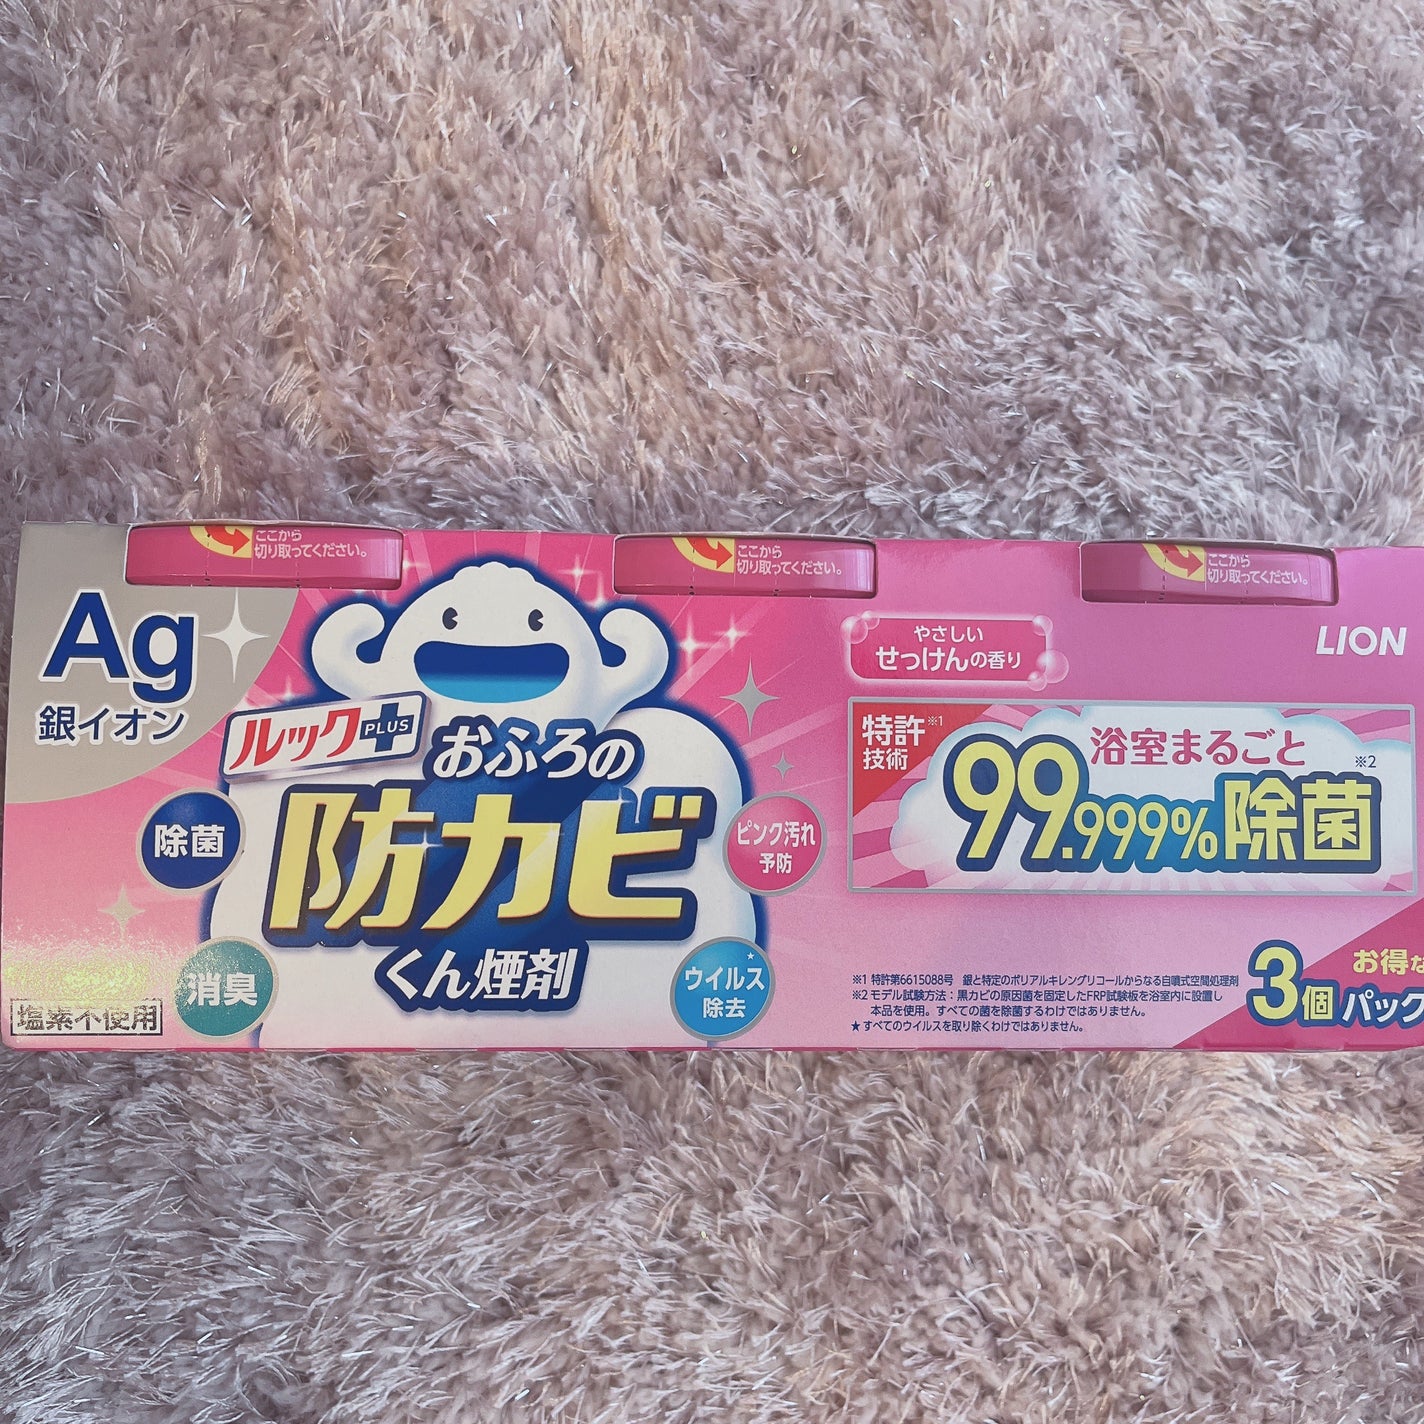 ここから
切り取ってください。
ここから
切り取ってください。
ここから
切り取ってください。
Ag
銀イオン
ルック PLUS
おふろの
防カビ
くん煙剤
除菌
消臭
塩素不使用
ピンク汚れ
予防
ウイルス★
除去
やさしい
せっけんの香り
LION
特許※1
技術
浴室まるごと
99.999%除菌※2
※1 特許第6615088号 銀と特定のポリアルキレングリコールからなる自噴式空間処理剤
※2 モデル試験方法：黒カビの原因菌を固定したFRP試験板を浴室内に設置し
本品を使用。すべての菌を除菌するわけではありません。
★すべてのウイルスを取り除くわけではありません。
お得な
3個パック